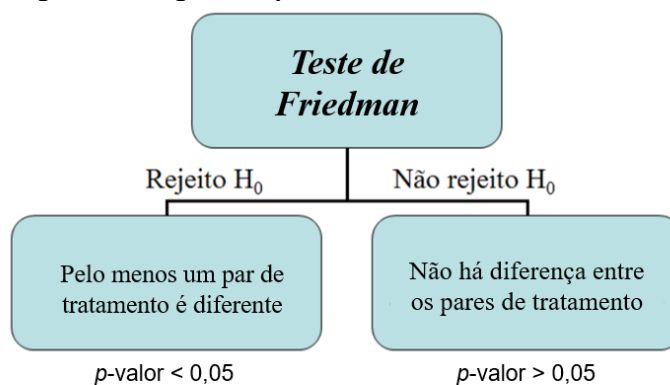 Teste de
Friedman
Rejeito H₀
Não rejeito H₀
Pelo menos um par de
tratamento é diferente
Não há diferença entre
os pares de tratamento
p-valor < 0,05
p-valor > 0,05